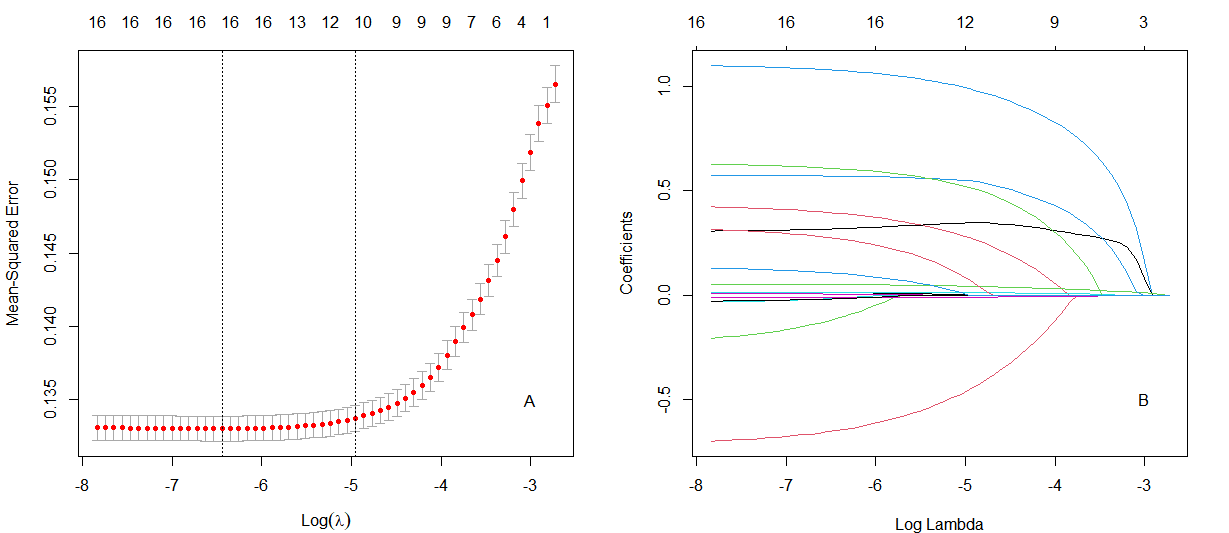 16 16 16 16 16 16 13 12 10 9 9 9 7 6 4 1
Mean-Squared Error
0.155
0.150
0.145
0.140
0.135
A
-8 -7 -6 -5 -4 -3
Log(λ)
16 16 16 12 9 3
Coefficients
1.0
0.5
0.0
-0.5
B
-8 -7 -6 -5 -4 -3
Log Lambda